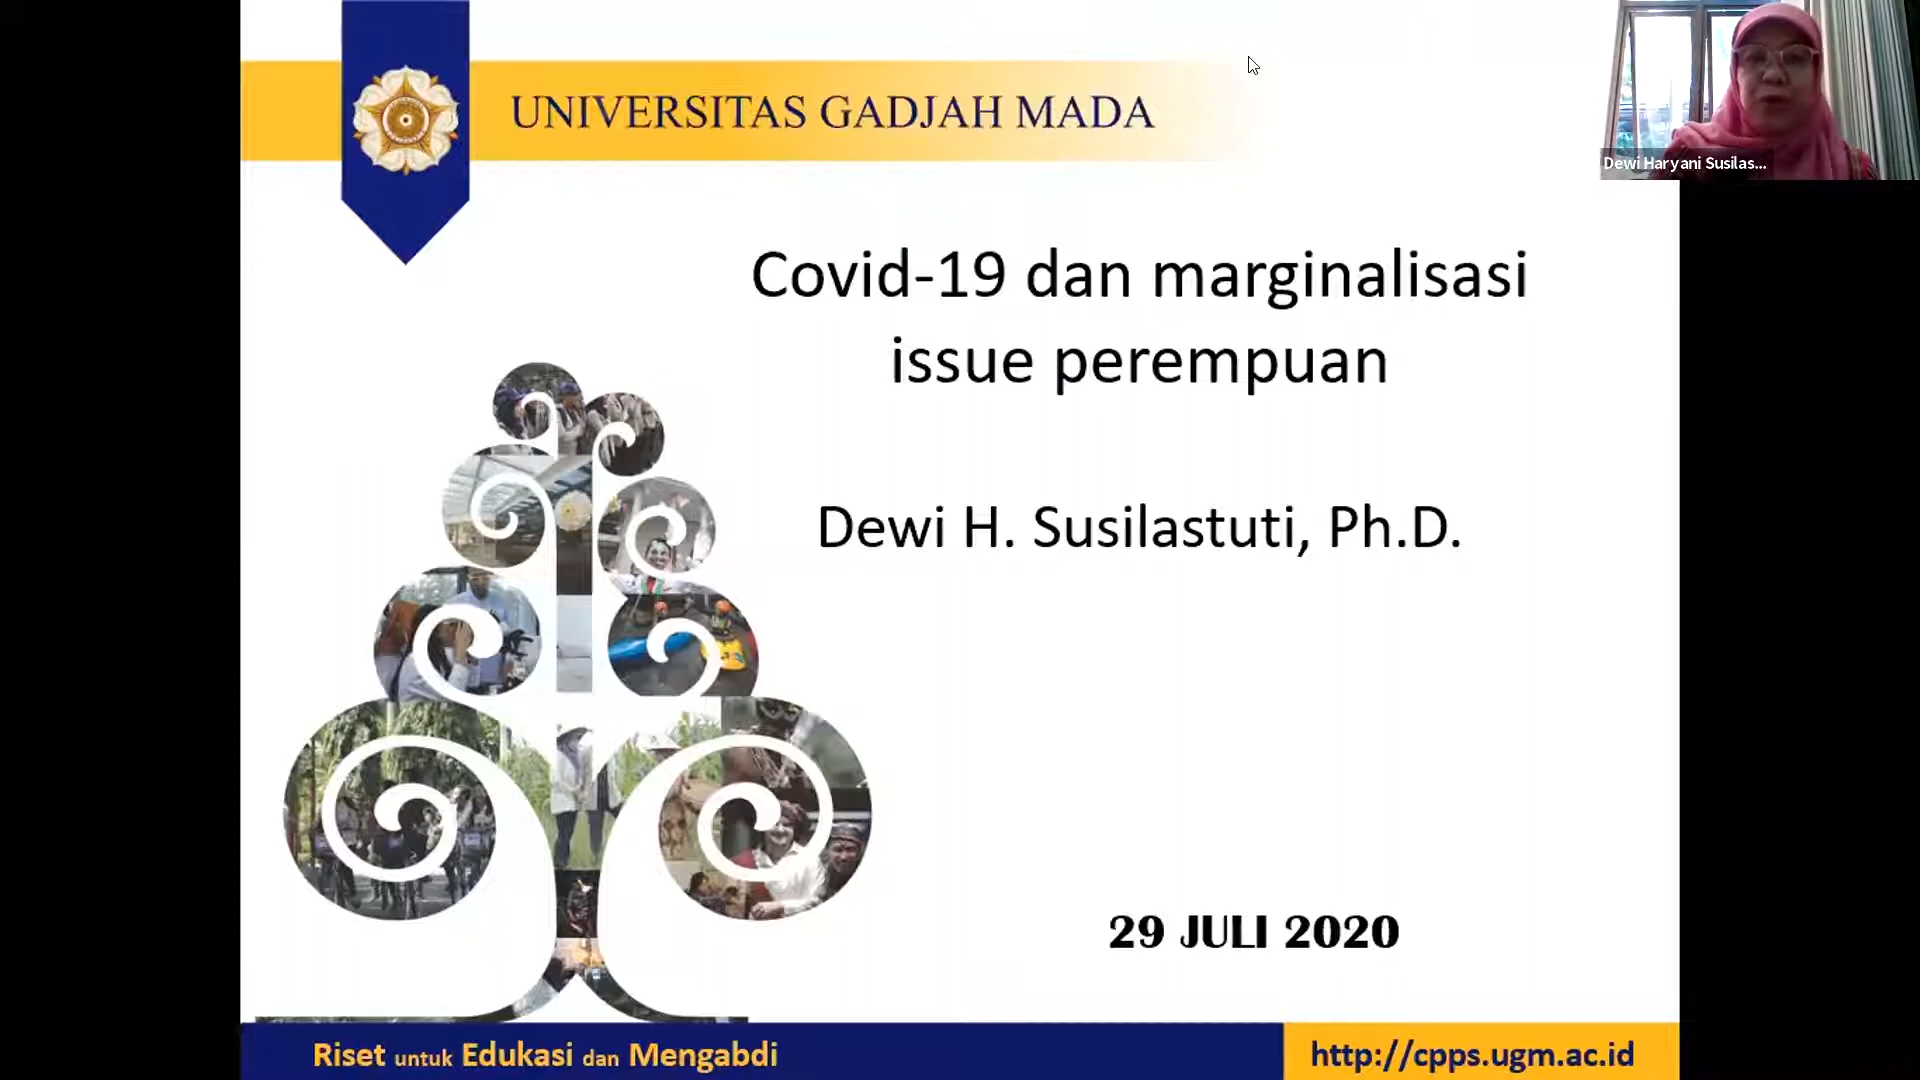 UNIVERSITAS GADJAH MADA
Dewi Haryani Susilas...
Covid-19 dan marginalisasi
issue perempuan
Dewi H. Susilastuti, Ph.D.
29 JULI 2020
Riset untuk Edukasi dan Mengabdi
http://cpps.ugm.ac.id